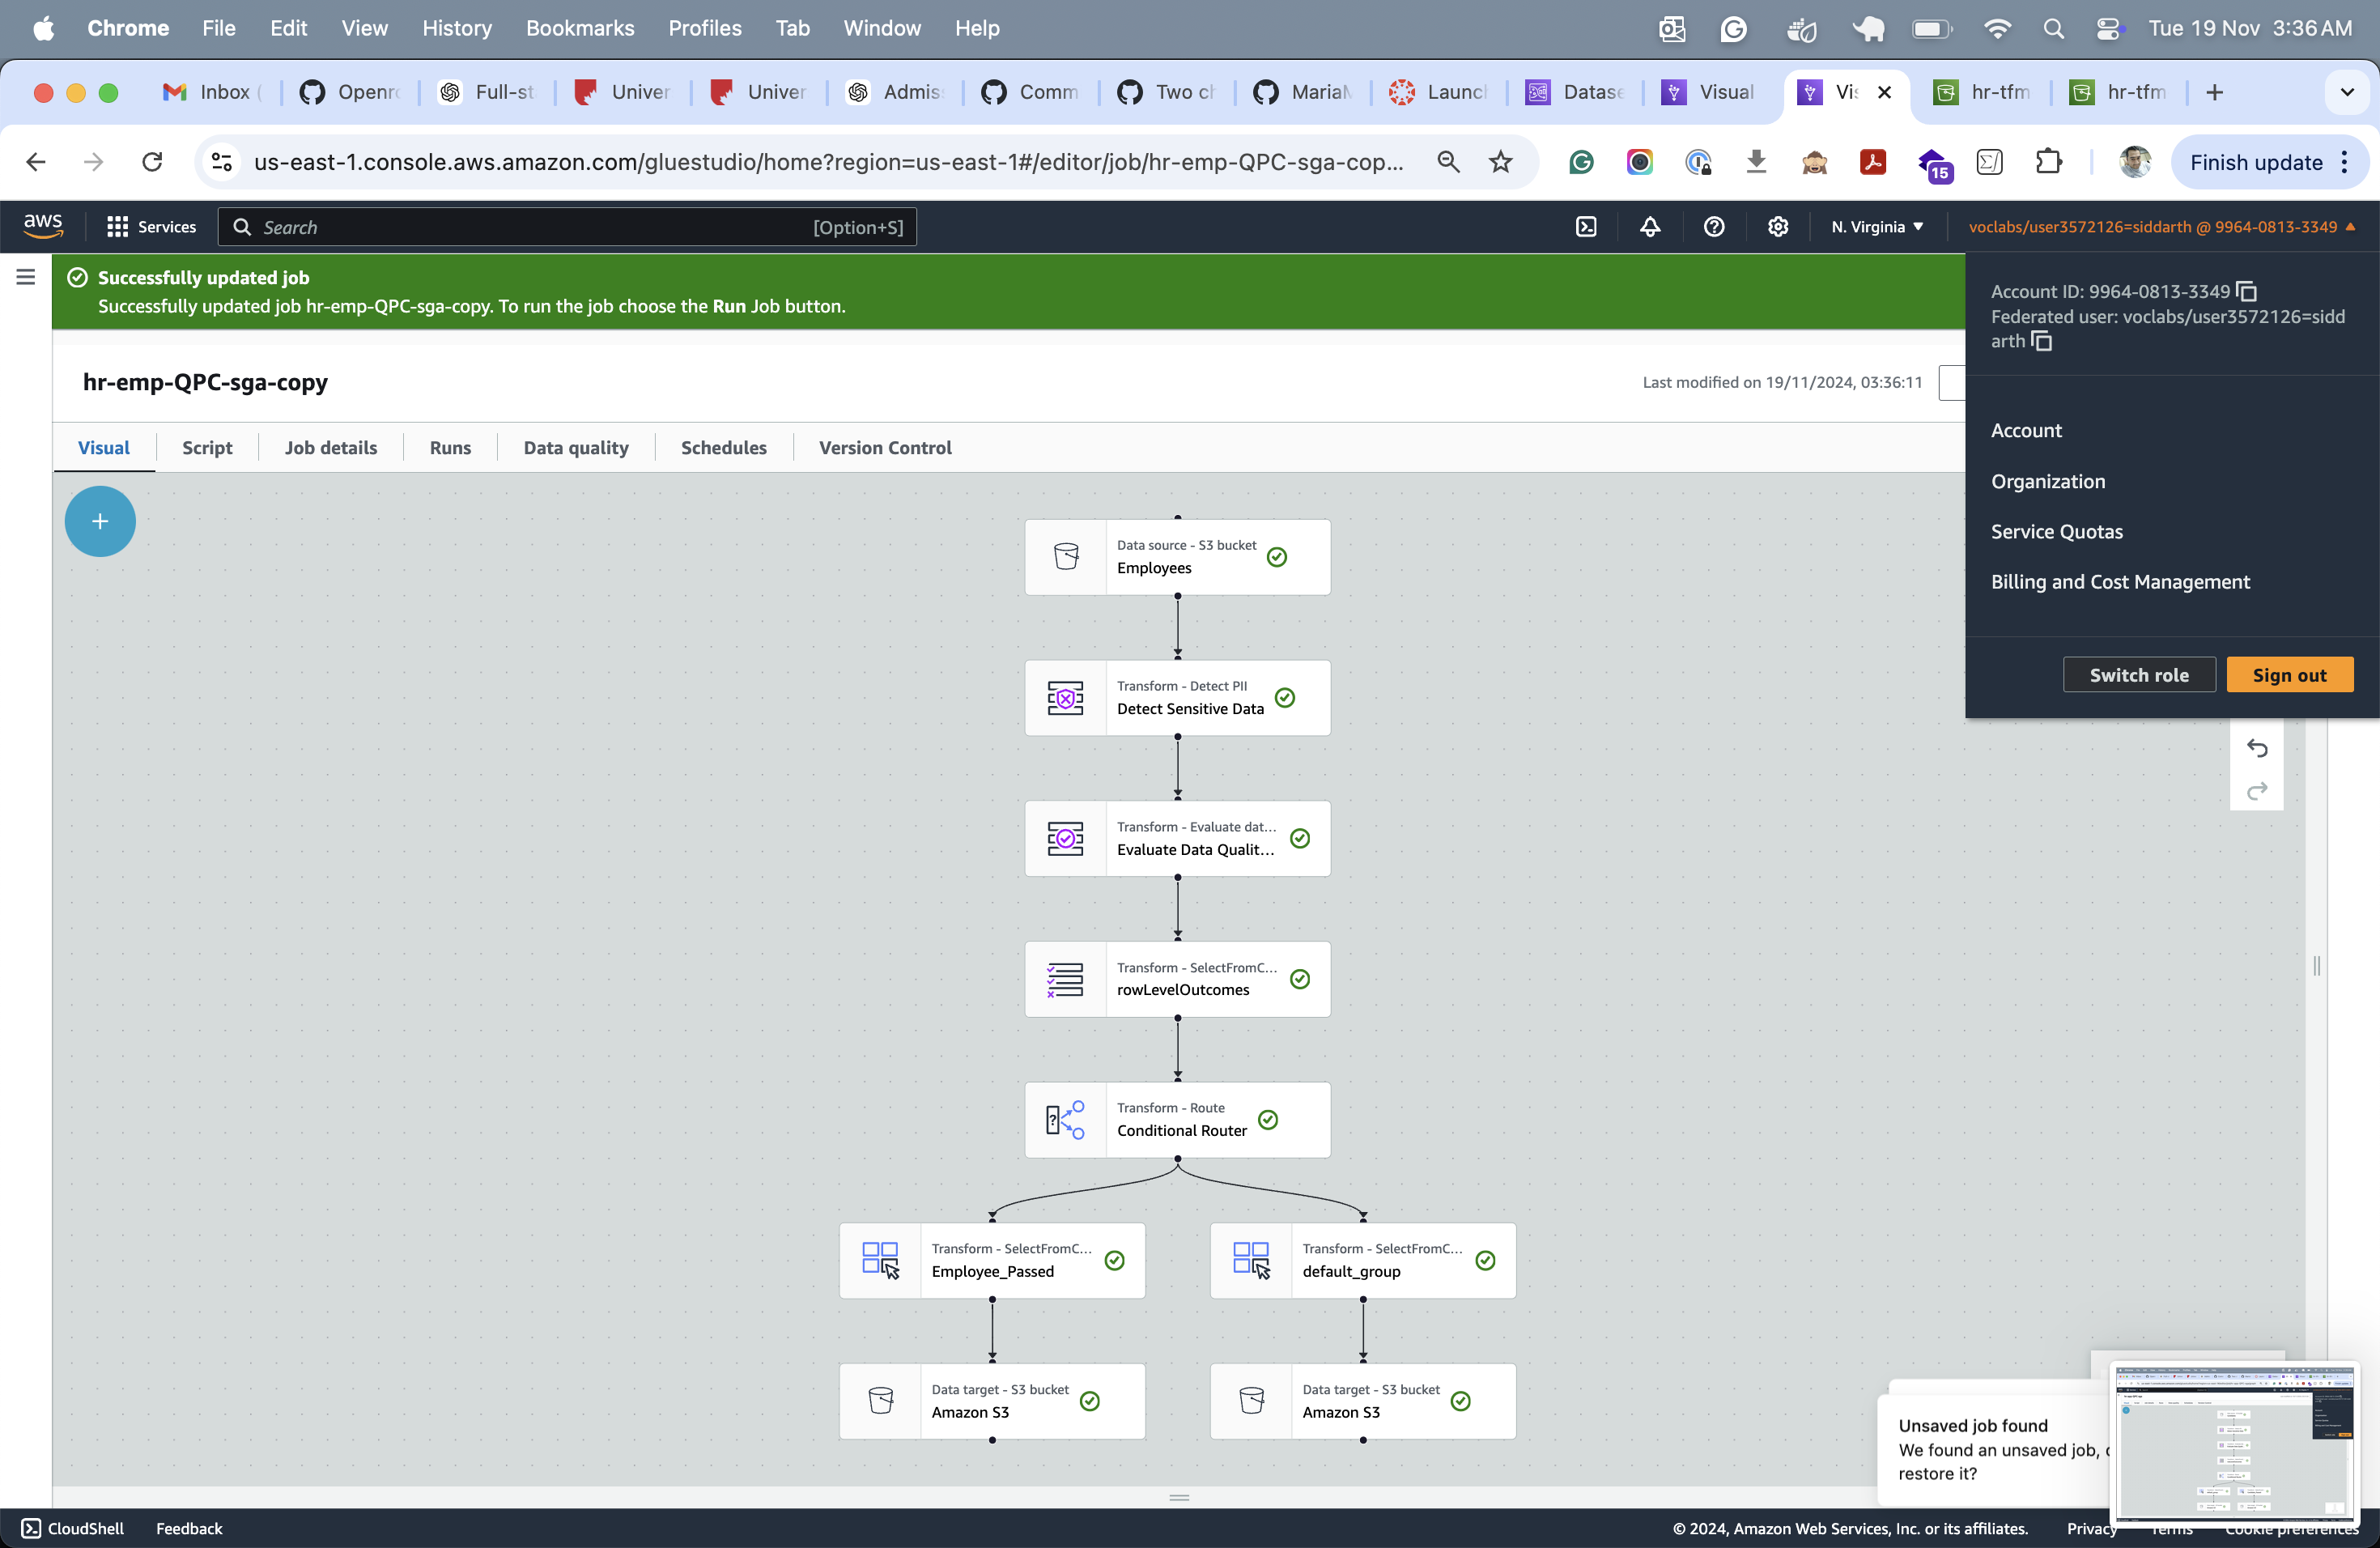 Chrome File Edit View History Bookmarks Profiles Tab Window Help Tue 19 Nov 3:36 AM
Inbox ( Openr Full-st Univer Univer Admis Comm Two ch Maria Launc Datase Visual Vis hr-tfm hr-tfm
us-east-1.console.aws.amazon.com/gluestudio/home?region=us-east-1#/editor/job/hr-emp-QPC-sga-cop... 15 Finish update
aws Services Search [Option+S] N. Virginia voclabs/user3572126=siddarth @ 9964-0813-3349
Successfully updated job
Successfully updated job hr-emp-QPC-sga-copy. To run the job choose the Run Job button.
Account ID: 9964-0813-3349
Federated user: voclabs/user3572126=sidd
arth
Account
Organization
Service Quotas
Billing and Cost Management
Switch role Sign out
hr-emp-QPC-sga-copy Last modified on 19/11/2024, 03:36:11
Visual Script Job details Runs Data quality Schedules Version Control
Data source - S3 bucket
Employees
Transform - Detect PII
Detect Sensitive Data
Transform - Evaluate dat...
Evaluate Data Qualit...
Transform - SelectFromC...
rowLevelOutcomes
Transform - Route
Conditional Router
Transform - SelectFromC...
Employee_Passed
Transform - SelectFromC...
default_group
Data target - S3 bucket
Amazon S3
Data target - S3 bucket
Amazon S3
Unsaved job found
We found an unsaved job,
restore it?
CloudShell Feedback © 2024, Amazon Web Services, Inc. or its affiliates. Privacy Terms Cookie preferences